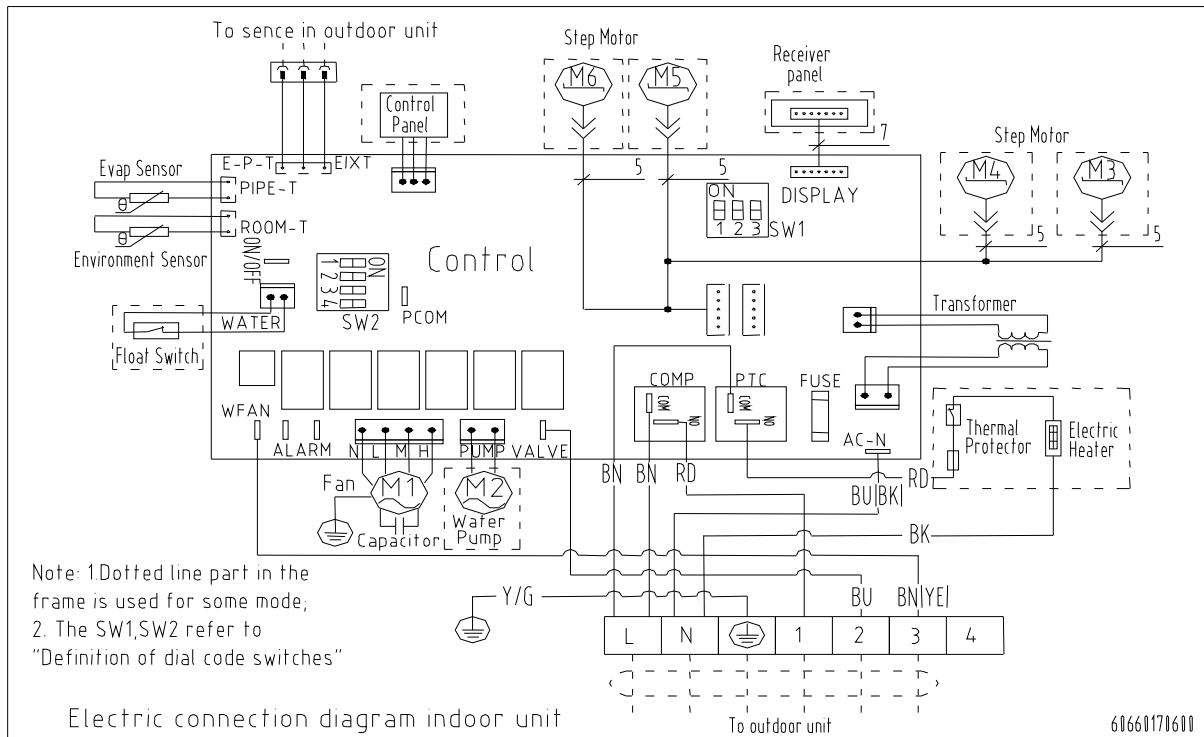 To sence in outdoor unit
Step Motor
M6
M5
Receiver panel
Control Panel
7
Step Motor
M4
M3
E-P-T
EIXT
5
5
DISPLAY
Evap Sensor
PIPE-T
θ
ROOM-T
θ
Environment Sensor
ON
1 2 3
SW1
5
5
ON/OFF
Control
1 2 3 4
ON
SW2
PCOM
WATER
Float Switch
Transformer
COMP
PTC
FUSE
COM
NO
COM
NO
WFAN
ALARM
N L M H
PUMP
VALVE
AC-N
Thermal Protector
Electric Heater
BN
BN
RD
BU(BK)
RD
Fan
M1
M2
Capacitor
Water Pump
BK
Note: 1.Dotted line part in the
frame is used for some mode;
2. The SW1,SW2 refer to
"Definition of dial code switches"
Y/G
BU
BN(YE)
L
N
1
2
3
4
Electric connection diagram indoor unit
To outdoor unit
60660170600